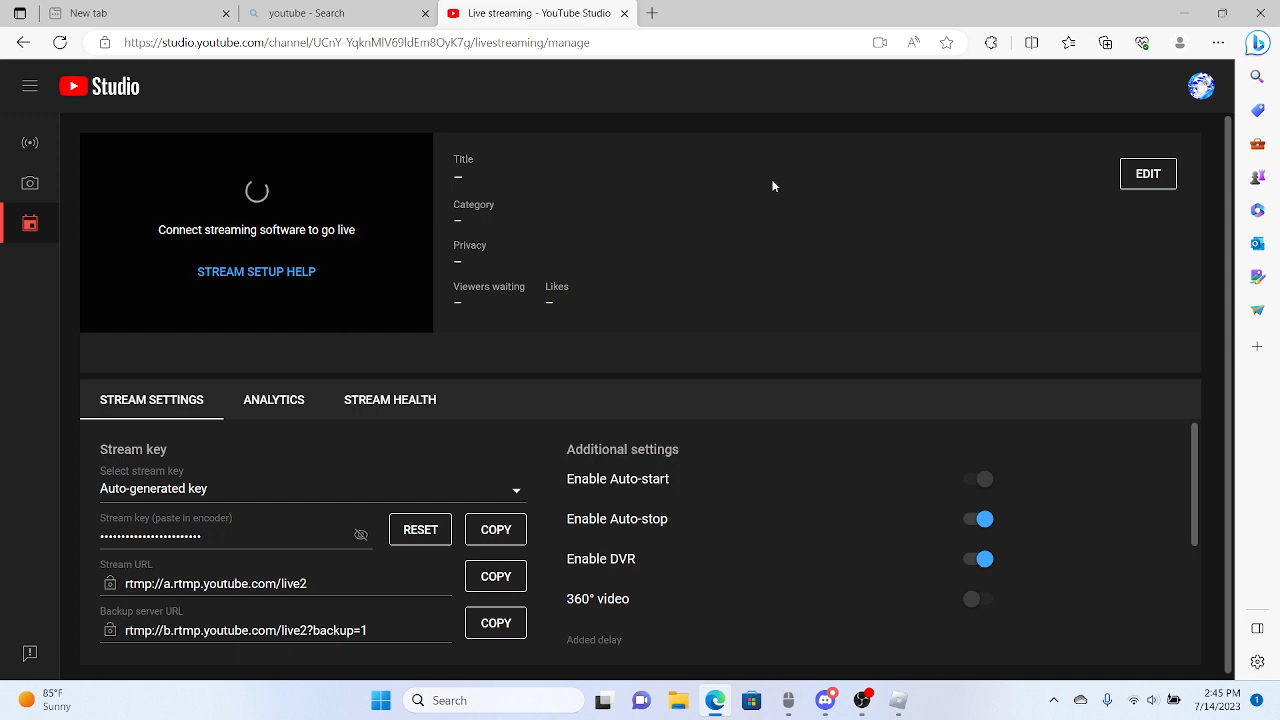 New tab
youtube - Search
Live streaming - YouTube Studio
https://studio.youtube.com/channel/UCnY-YqknMlV69IdEm8OyK7g/livestreaming/manage
Studio
Connect streaming software to go live
STREAM SETUP HELP
Title
–
Category
–
Privacy
–
Viewers waiting Likes
– –
EDIT
STREAM SETTINGS ANALYTICS STREAM HEALTH
Stream key
Select stream key
Auto-generated key
Stream key (paste in encoder)
••••••••••••••••••••••••
RESET COPY
Stream URL
rtmp://a.rtmp.youtube.com/live2
COPY
Backup server URL
rtmp://b.rtmp.youtube.com/live2?backup=1
COPY
Additional settings
Enable Auto-start
Enable Auto-stop
Enable DVR
360° video
Added delay
85°F
Sunny
Search
2:45 PM
7/14/2023
1